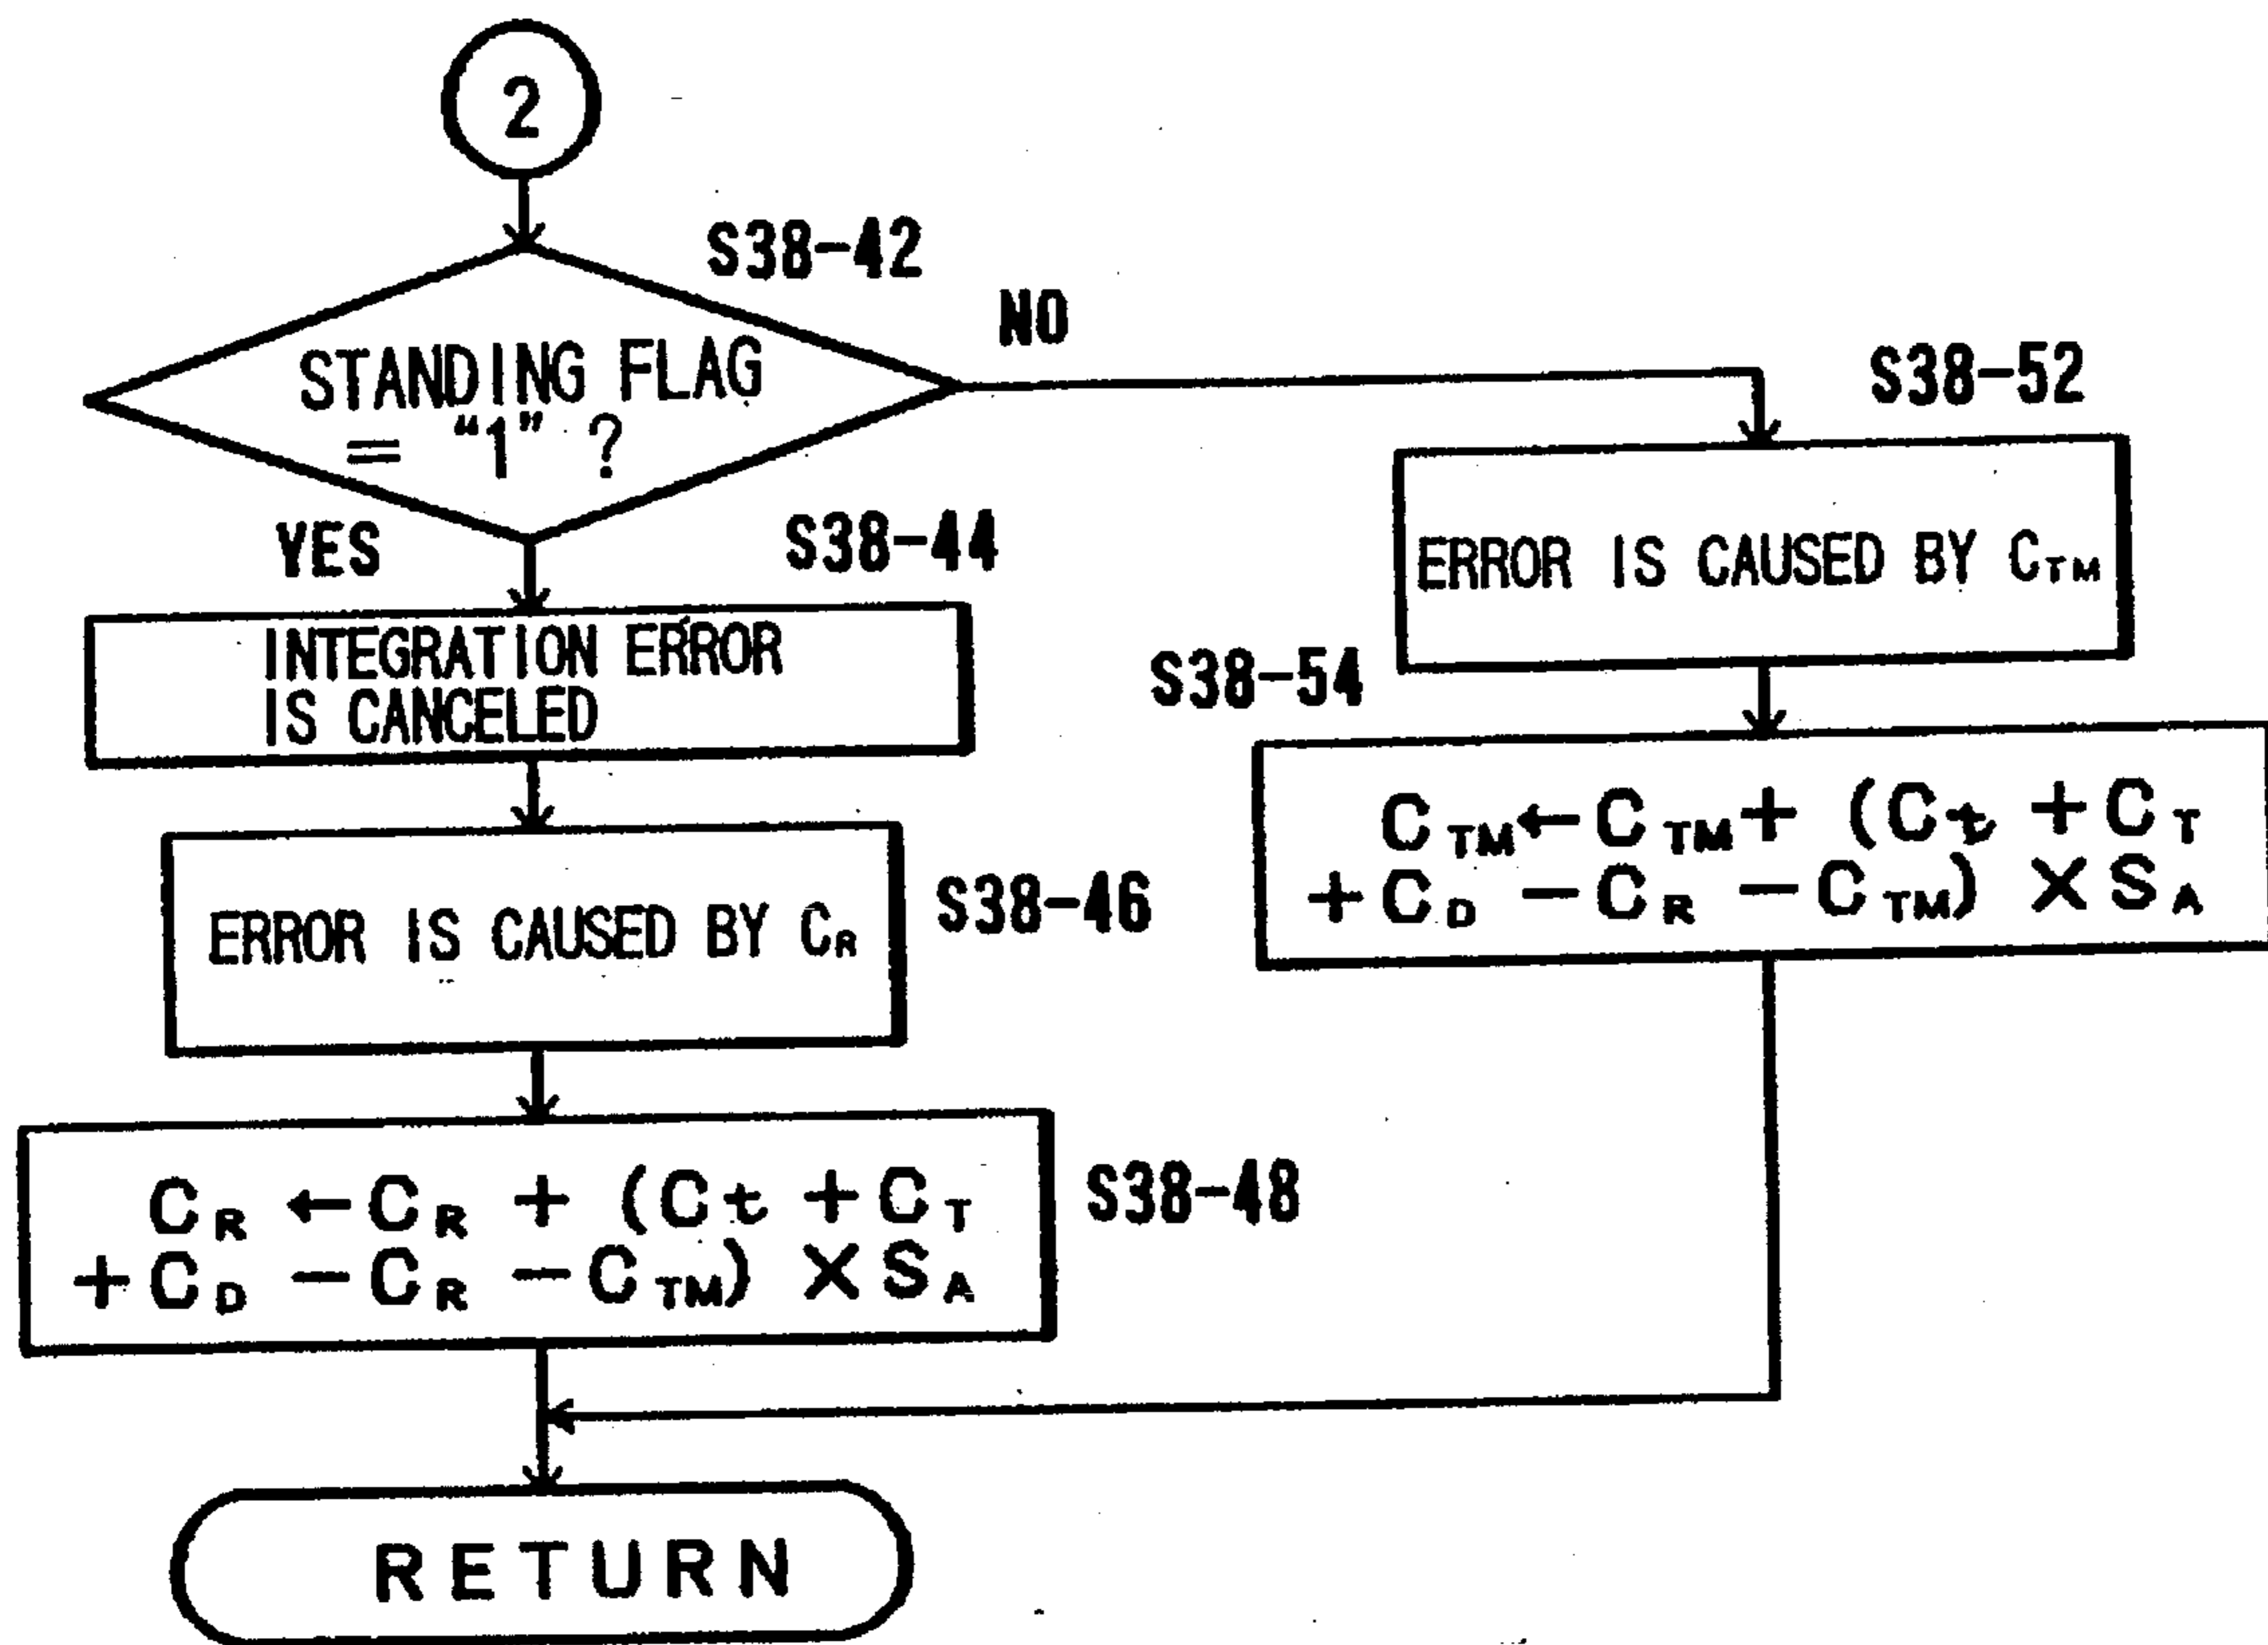 2
S38-42
STANDING FLAG
= “1” ?
NO
YES
S38-44
INTEGRATION ERROR
IS CANCELED
ERROR IS CAUSED BY CR
S38-46
CR ← CR + (Ct + CT
+ CD - CR - CTM) × SA
S38-48
S38-52
ERROR IS CAUSED BY CTM
S38-54
CTM ← CTM + (Ct + CT
+ CD - CR - CTM) × SA
RETURN